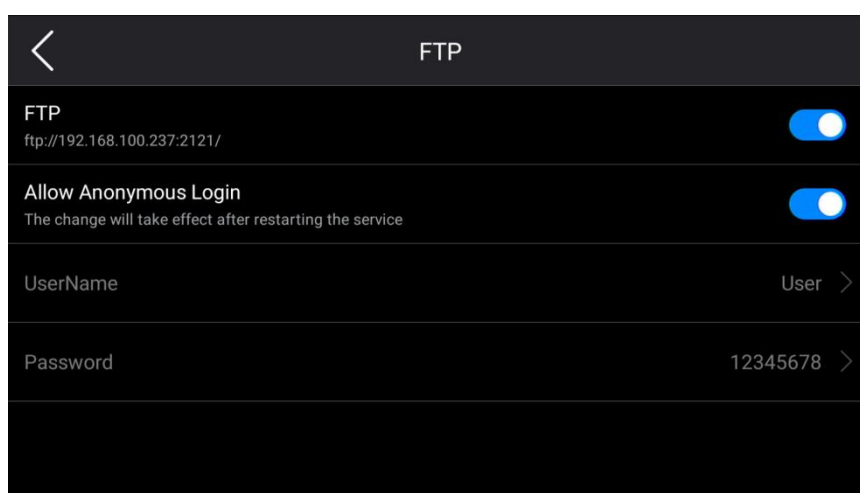 FTP
FTP
ftp://192.168.100.237:2121/
Allow Anonymous Login
The change will take effect after restarting the service
UserName User
Password 12345678